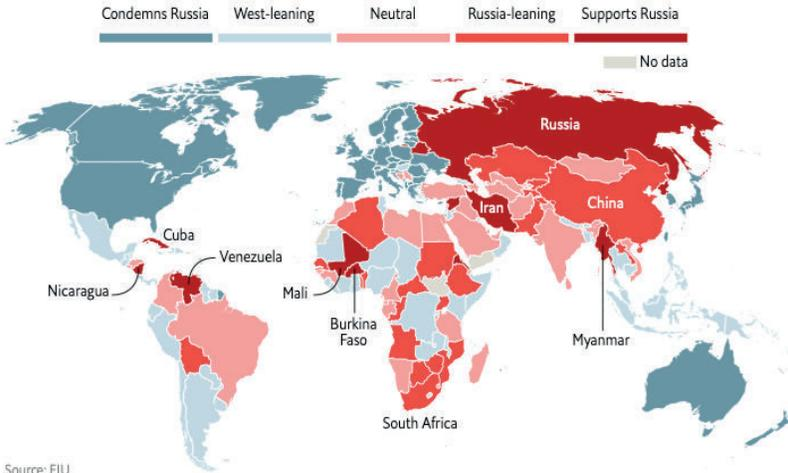 Condemns Russia
West-leaning
Neutral
Russia-leaning
Supports Russia
No data
Russia
China
Iran
Cuba
Venezuela
Nicaragua
Mali
Burkina
Faso
Myanmar
South Africa
Source: EIU